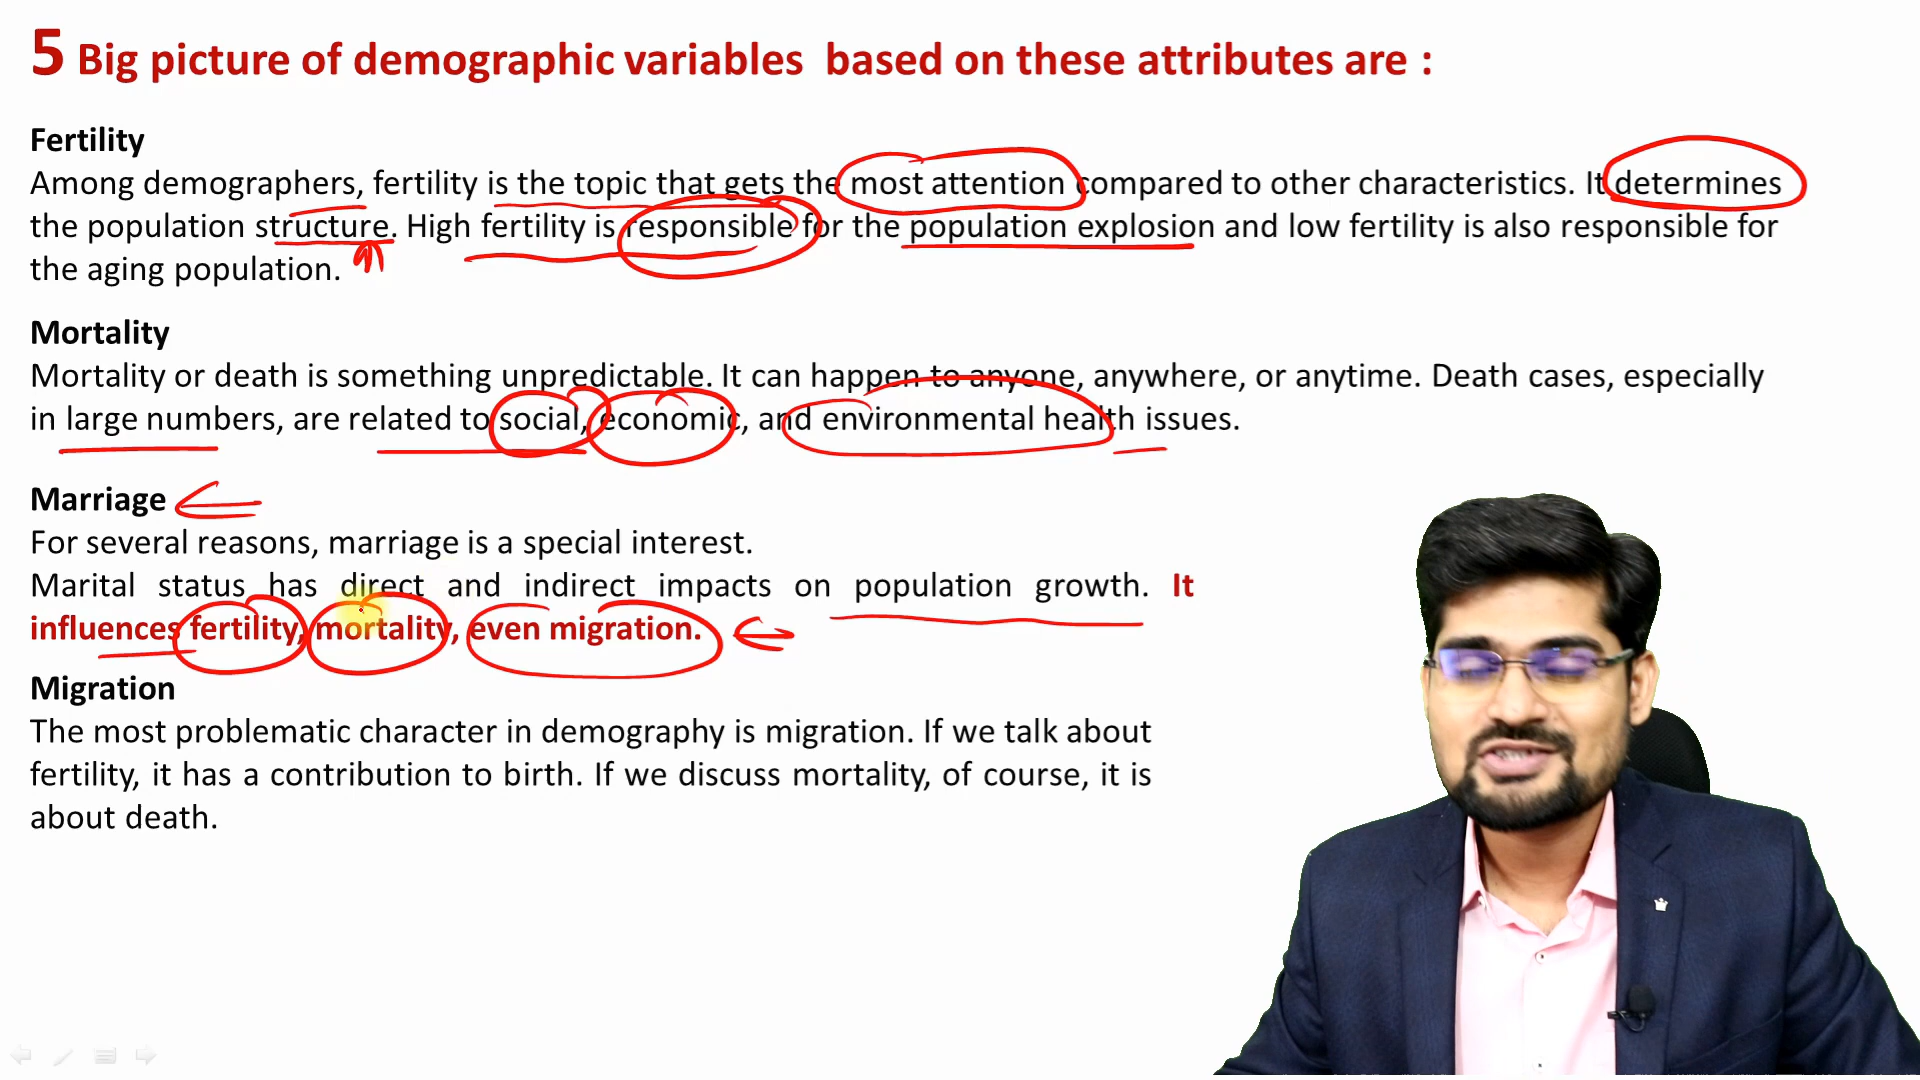 5 Big picture of demographic variables based on these attributes are :
Fertility
Among demographers, fertility is the topic that gets the most attention compared to other characteristics. It determines
the population structure. High fertility is responsible for the population explosion and low fertility is also responsible for
the aging population.
Mortality
Mortality or death is something unpredictable. It can happen to anyone, anywhere, or anytime. Death cases, especially
in large numbers, are related to social, economic, and environmental health issues.
Marriage
For several reasons, marriage is a special interest.
Marital status has direct and indirect impacts on population growth. It
influences fertility, mortality, even migration.
Migration
The most problematic character in demography is migration. If we talk about
fertility, it has a contribution to birth. If we discuss mortality, of course, it is
about death.